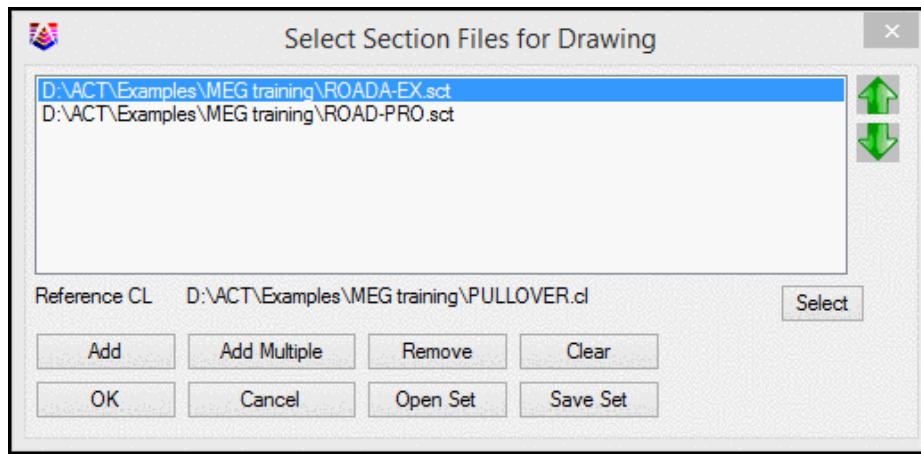 Select Section Files for Drawing
D:\ACT\Examples\MEG training\ROADA-EX.sct
D:\ACT\Examples\MEG training\ROAD-PRO.sct
Reference CL D:\ACT\Examples\MEG training\PULLOVER.cl Select
Add Add Multiple Remove Clear
OK Cancel Open Set Save Set